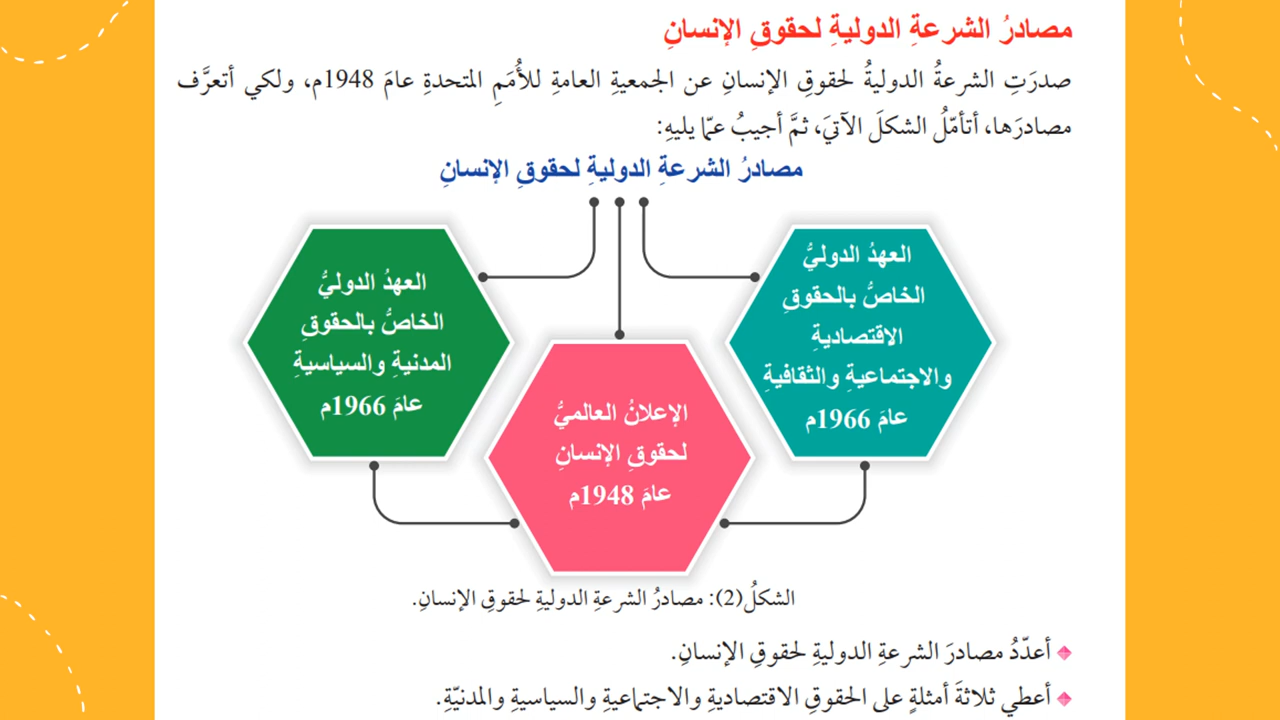 مصادرُ الشرعةِ الدوليةِ لحقوقِ الإنسانِ
صدرَتِ الشرعةُ الدوليةُ لحقوقِ الإنسانِ عن الجمعيةِ العامةِ للأُمَمِ المتحدةِ عامَ 1948م، ولكي أتعرَّف
مصادرَها، أتأمّلُ الشكلَ الآتيَ، ثمَّ أجيبُ عمّا يليهِ:
مصادرُ الشرعةِ الدوليةِ لحقوقِ الإنسانِ
العهدُ الدوليُّ
الخاصُّ بالحقوقِ
الاقتصاديةِ
والاجتماعيةِ والثقافيةِ
عامَ 1966م
الإعلانُ العالميُّ
لحقوقِ الإنسانِ
عامَ 1948م
العهدُ الدوليُّ
الخاصُّ بالحقوقِ
المدنيةِ والسياسيةِ
عامَ 1966م
الشكلُ(2): مصادرُ الشرعةِ الدوليةِ لحقوقِ الإنسانِ.
أعدّدُ مصادرَ الشرعةِ الدوليةِ لحقوقِ الإنسانِ.
أعطي ثلاثةَ أمثلةٍ على الحقوقِ الاقتصاديةِ والاجتماعيةِ والسياسيةِ والمدنيّةِ.